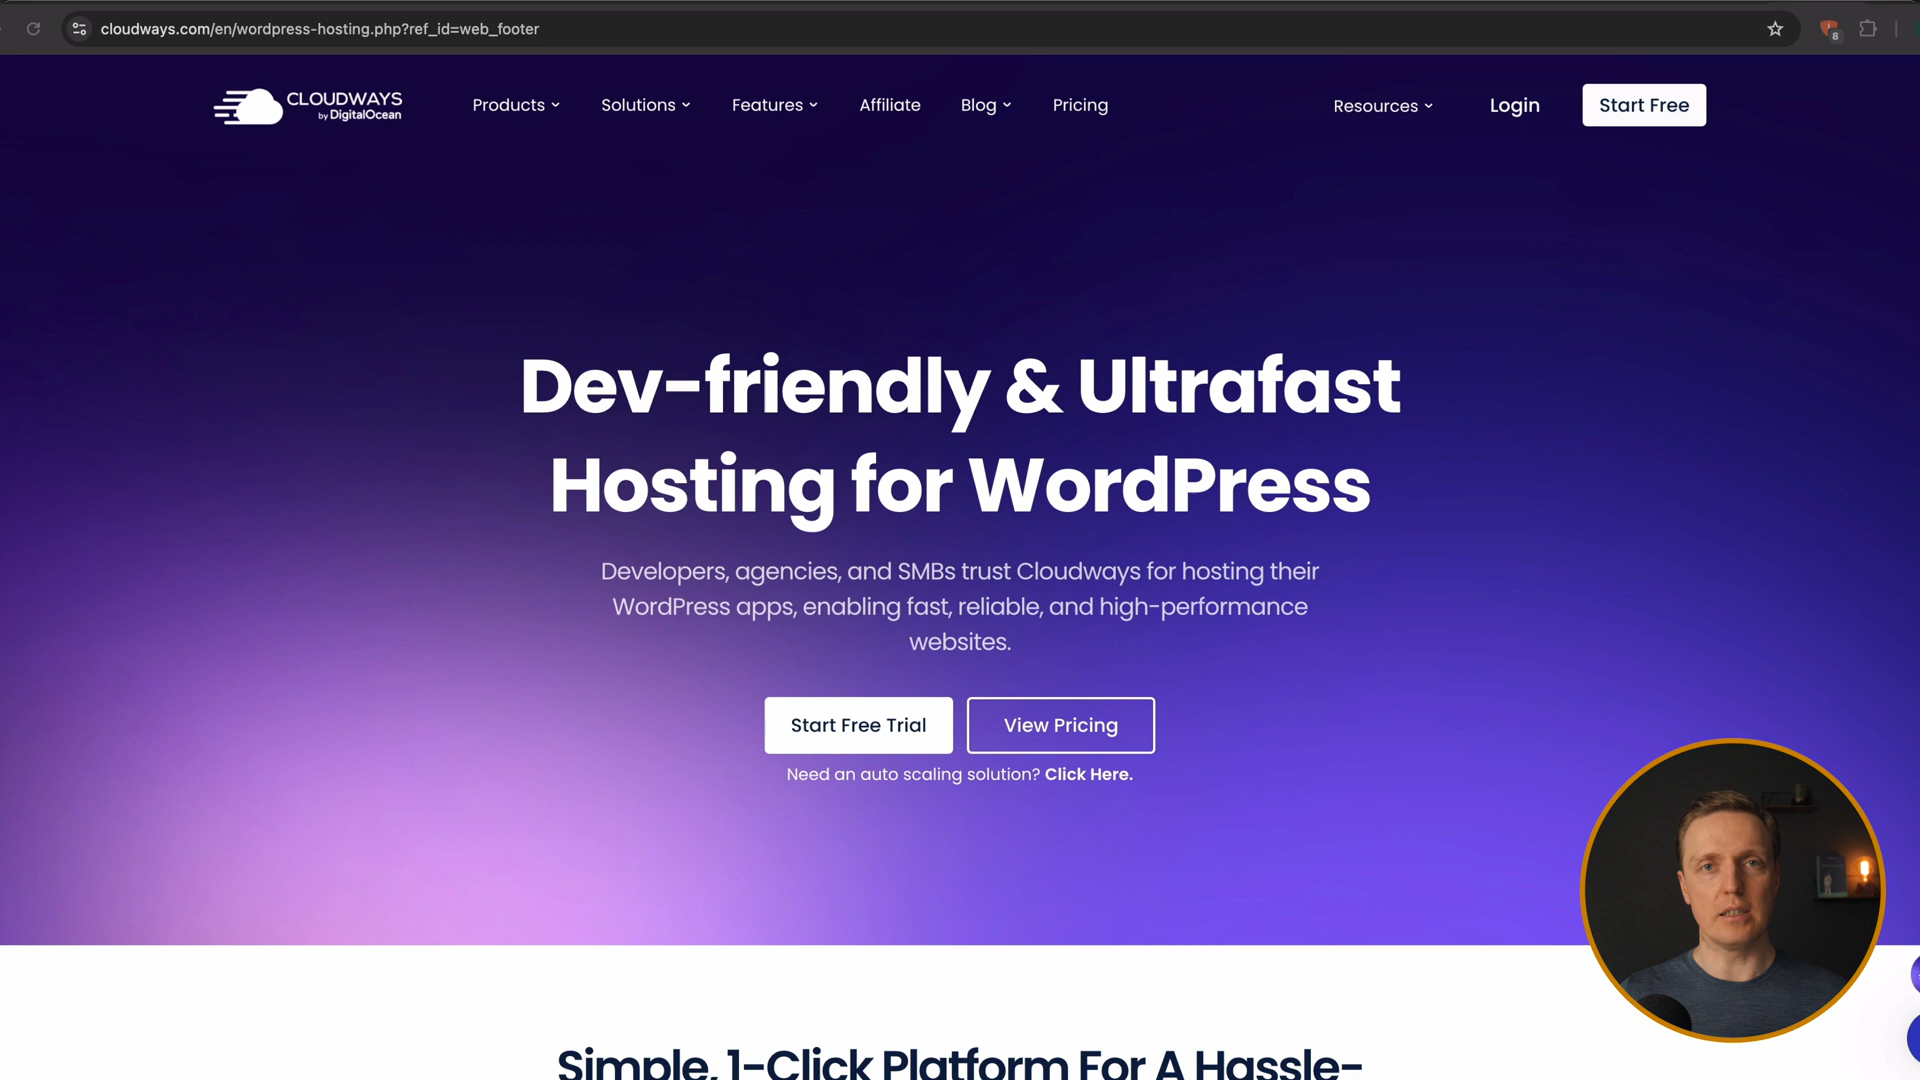 cloudways.com/en/wordpress-hosting.php?ref_id=web_footer
8
CLOUDWAYS
by DigitalOcean
Products
Solutions
Features
Affiliate
Blog
Pricing
Resources
Login
Start Free
Dev-friendly & Ultrafast
Hosting for WordPress
Developers, agencies, and SMBs trust Cloudways for hosting their
WordPress apps, enabling fast, reliable, and high-performance
websites.
Start Free Trial
View Pricing
Need an auto scaling solution? Click Here.
Simple, 1-Click Platform For A Hassle-